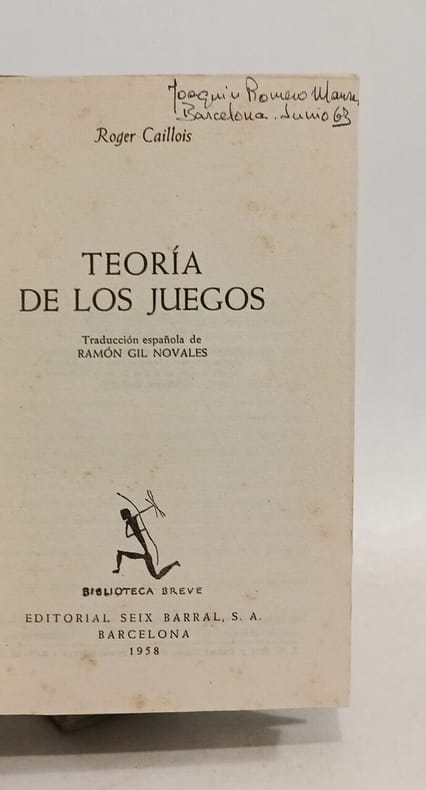 Joaquin Romero Maura
Barcelona. Junio 63
Roger Caillois
TEORÍA
DE LOS JUEGOS
Traducción española de
RAMÓN GIL NOVALES
BIBLIOTECA BREVE
EDITORIAL SEIX BARRAL, S. A.
BARCELONA
1958